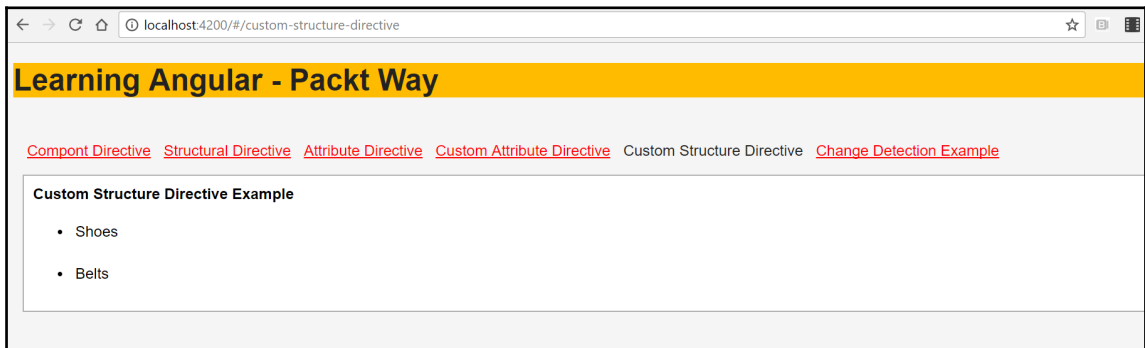 localhost:4200/#/custom-structure-directive
Learning Angular - Packt Way
Compont Directive Structural Directive Attribute Directive Custom Attribute Directive Custom Structure Directive Change Detection Example
Custom Structure Directive Example
• Shoes
• Belts